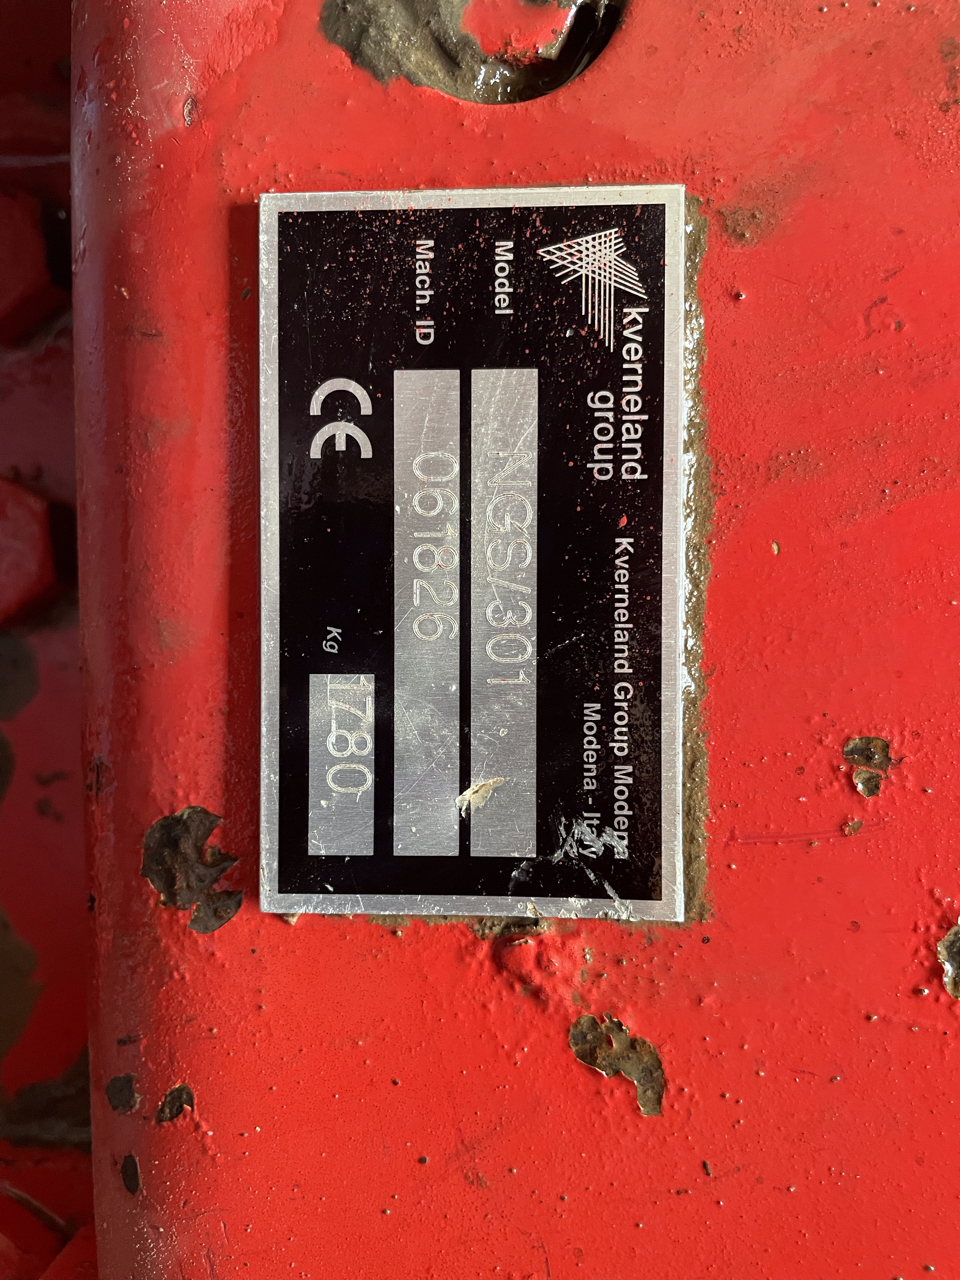 kverneland
group
Kverneland Group Modena
Modena - Italy
Model NGS/301
Mach. ID 061826
CE
Kg 1780